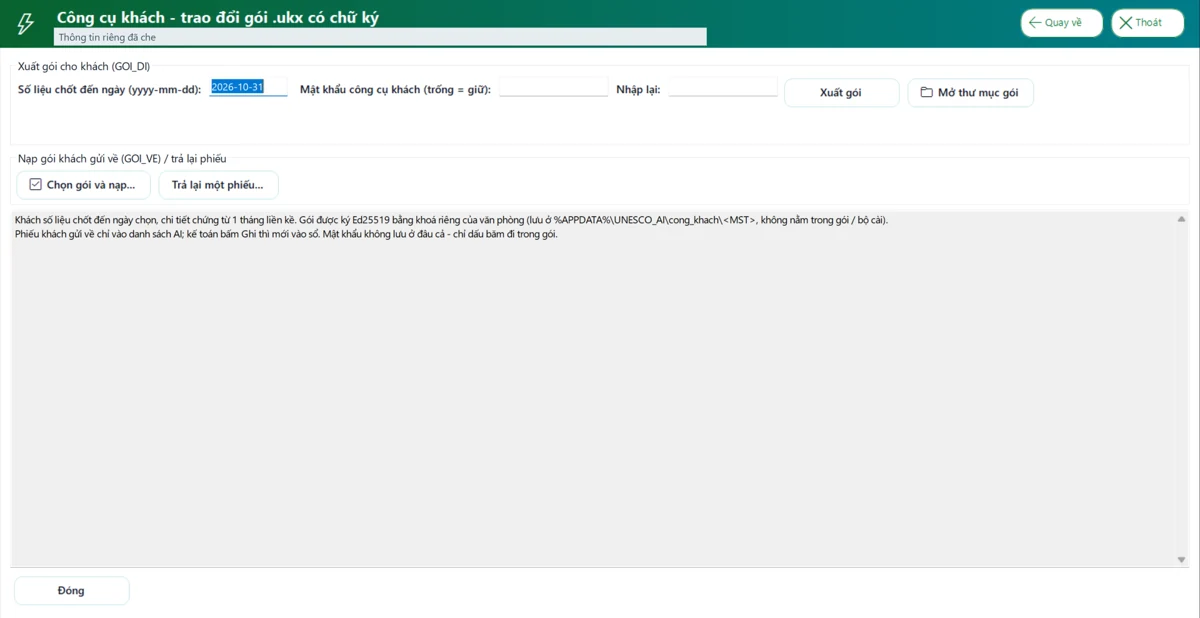 Công cụ khách - trao đổi gói .ukx có chữ ký
Thông tin riêng đã che
Quay về
Thoát
Xuất gói cho khách (GOI_DI)
Số liệu chốt đến ngày (yyyy-mm-dd): 2026-10-31 Mật khẩu công cụ khách (trống = giữ): Nhập lại: Xuất gói Mở thư mục gói
Nạp gói khách gửi về (GOI_VE) / trả lại phiếu
Chọn gói và nạp... Trả lại một phiếu...
Khách số liệu chốt đến ngày chọn, chi tiết chứng từ 1 tháng liền kề. Gói được ký Ed25519 bằng khoá riêng của văn phòng (lưu ở %APPDATA%\UNESCO_AI\cong_khach\<MST>, không nằm trong gói / bộ cài).
Phiếu khách gửi về chỉ vào danh sách AI; kế toán bấm Ghi thì mới vào sổ. Mật khẩu không lưu ở đâu cả - chỉ dấu băm đi trong gói.
Đóng